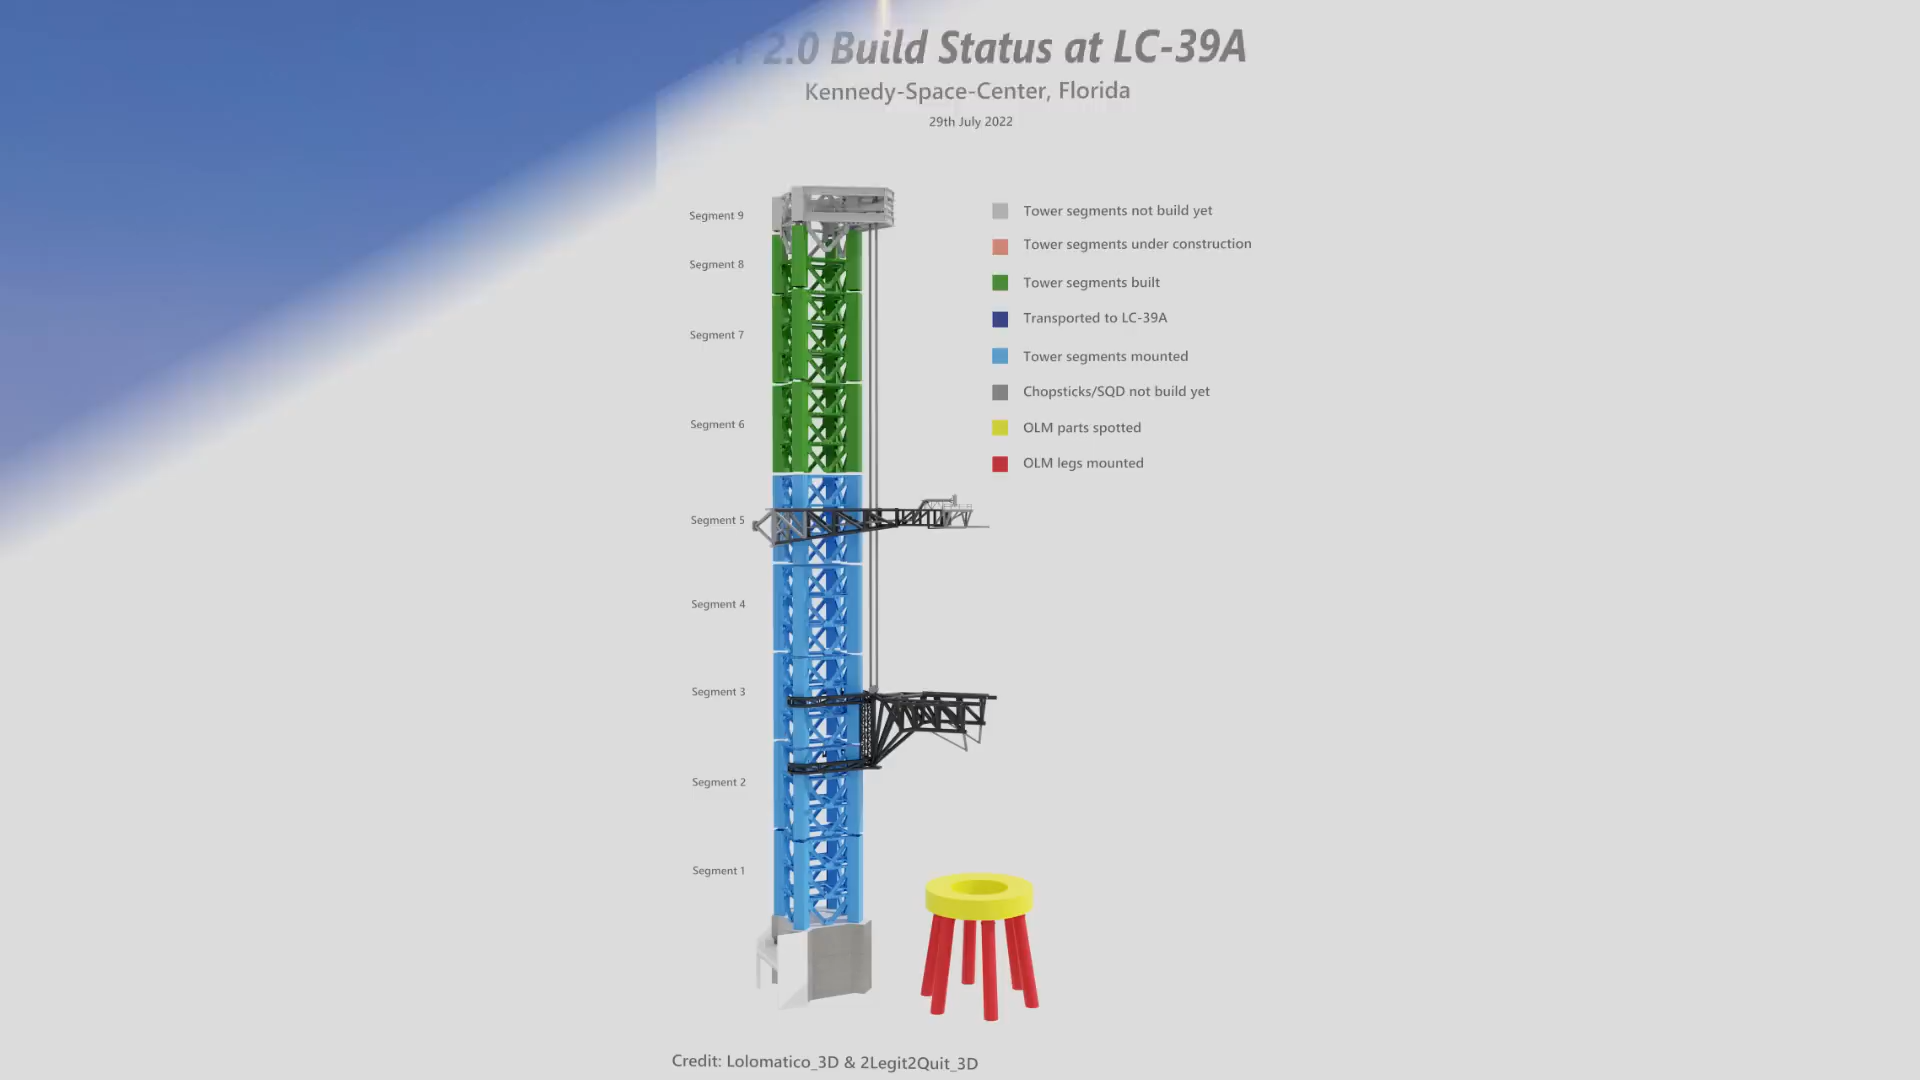 2.0 Build Status at LC-39A
Kennedy-Space-Center, Florida
29th July 2022
Segment 9
Segment 8
Segment 7
Segment 6
Segment 5
Segment 4
Segment 3
Segment 2
Segment 1
Tower segments not build yet
Tower segments under construction
Tower segments built
Transported to LC-39A
Tower segments mounted
Chopsticks/SQD not build yet
OLM parts spotted
OLM legs mounted
Credit: Lolomatico_3D & 2Legit2Quit_3D